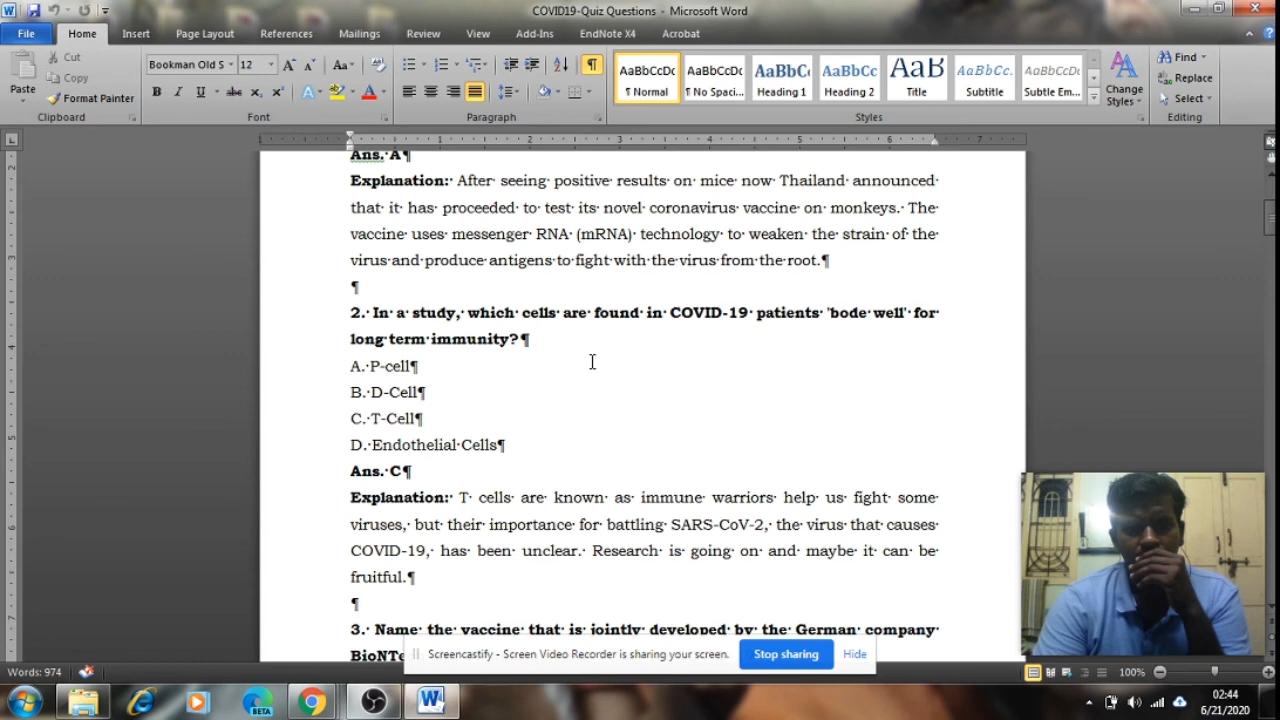 COVID19-Quiz Questions - Microsoft Word
File Home Insert Page Layout References Mailings Review View Add-Ins EndNote X4 Acrobat
Paste
Cut
Copy
Format Painter
Clipboard
Bookman Old S 12
Font
Paragraph
AaBbCcDc AaBbCcDc AaBbC AaBbCc AaB AaBbCc. AaBbCcDc
¶ Normal ¶ No Spaci... Heading 1 Heading 2 Title Subtitle Subtle Em...
Change Styles
Styles
Find
Replace
Select
Editing
1 2 3 4 5 6 7
Ans. A¶
Explanation: After seeing positive results on mice now Thailand announced
that it has proceeded to test its novel coronavirus vaccine on monkeys. The
vaccine uses messenger RNA (mRNA) technology to weaken the strain of the
virus and produce antigens to fight with the virus from the root.¶
¶
2. In a study, which cells are found in COVID-19 patients 'bode well' for
long term immunity?¶
A. P-cell¶
B. D-Cell¶
C. T-Cell¶
D. Endothelial Cells¶
Ans. C¶
Explanation: T cells are known as immune warriors help us fight some
viruses, but their importance for battling SARS-CoV-2, the virus that causes
COVID-19, has been unclear. Research is going on and maybe it can be
fruitful.¶
¶
3. Name the vaccine that is jointly developed by the German company
BioNTe
Screencastify - Screen Video Recorder is sharing your screen. Stop sharing Hide
Words: 974
100%
BETA
02:44
6/21/2020